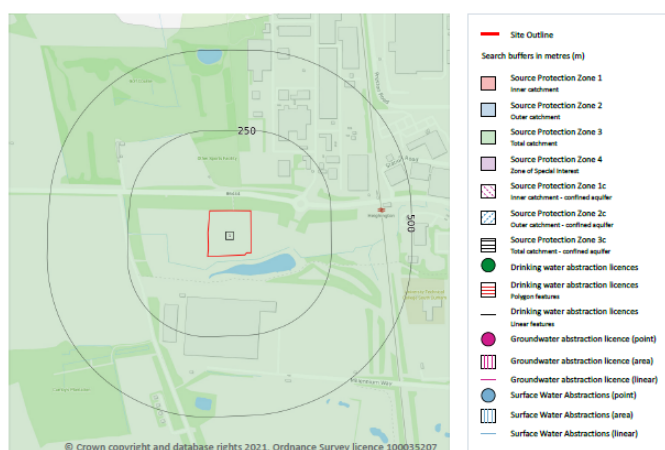 250
500
Heighington
© Crown copyright and database rights 2021. Ordnance Survey licence 100035207
Site Outline
Search buffers in metres (m)
Source Protection Zone 1
Inner catchment
Source Protection Zone 2
Outer catchment
Source Protection Zone 3
Total catchment
Source Protection Zone 4
Zone of Special Interest
Source Protection Zone 1c
Inner catchment - confined aquifer
Source Protection Zone 2c
Outer catchment - confined aquifer
Source Protection Zone 3c
Total catchment - confined aquifer
Drinking water abstraction licences
Drinking water abstraction licences
Polygon features
Drinking water abstraction licences
Linear features
Groundwater abstraction licence (point)
Groundwater abstraction licence (area)
Groundwater abstraction licence (linear)
Surface Water Abstractions (point)
Surface Water Abstractions (area)
Surface Water Abstractions (linear)